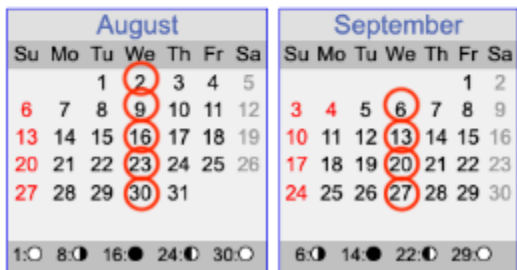 August
Su Mo Tu We Th Fr Sa
1 2 3 4 5
6 7 8 9 10 11 12
13 14 15 16 17 18 19
20 21 22 23 24 25 26
27 28 29 30 31
1: 8: 16: 24: 30:
September
Su Mo Tu We Th Fr Sa
1 2
3 4 5 6 7 8 9
10 11 12 13 14 15 16
17 18 19 20 21 22 23
24 25 26 27 28 29 30
6: 14: 22: 29: